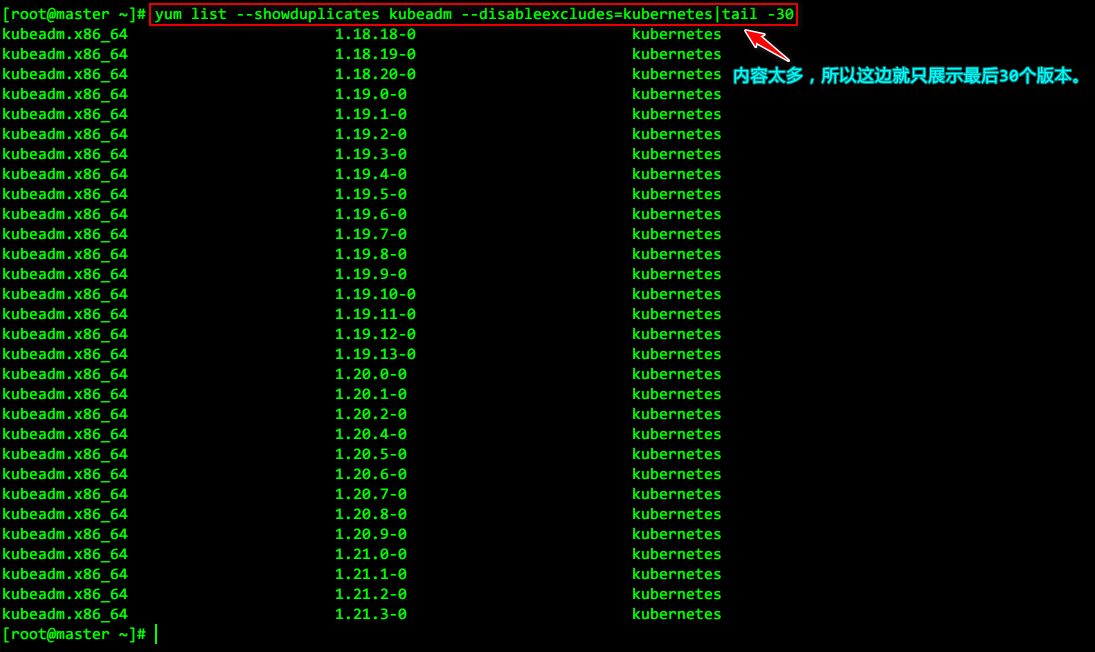 [root@master ~]# yum list --showduplicates kubeadm --disableexcludes=kubernetes|tail -30
kubeadm.x86_64 1.18.18-0 kubernetes
kubeadm.x86_64 1.18.19-0 kubernetes
kubeadm.x86_64 1.18.20-0 kubernetes
内容太多，所以这边就只展示最后30个版本。
kubeadm.x86_64 1.19.0-0 kubernetes
kubeadm.x86_64 1.19.1-0 kubernetes
kubeadm.x86_64 1.19.2-0 kubernetes
kubeadm.x86_64 1.19.3-0 kubernetes
kubeadm.x86_64 1.19.4-0 kubernetes
kubeadm.x86_64 1.19.5-0 kubernetes
kubeadm.x86_64 1.19.6-0 kubernetes
kubeadm.x86_64 1.19.7-0 kubernetes
kubeadm.x86_64 1.19.8-0 kubernetes
kubeadm.x86_64 1.19.9-0 kubernetes
kubeadm.x86_64 1.19.10-0 kubernetes
kubeadm.x86_64 1.19.11-0 kubernetes
kubeadm.x86_64 1.19.12-0 kubernetes
kubeadm.x86_64 1.19.13-0 kubernetes
kubeadm.x86_64 1.20.0-0 kubernetes
kubeadm.x86_64 1.20.1-0 kubernetes
kubeadm.x86_64 1.20.2-0 kubernetes
kubeadm.x86_64 1.20.4-0 kubernetes
kubeadm.x86_64 1.20.5-0 kubernetes
kubeadm.x86_64 1.20.6-0 kubernetes
kubeadm.x86_64 1.20.7-0 kubernetes
kubeadm.x86_64 1.20.8-0 kubernetes
kubeadm.x86_64 1.20.9-0 kubernetes
kubeadm.x86_64 1.21.0-0 kubernetes
kubeadm.x86_64 1.21.1-0 kubernetes
kubeadm.x86_64 1.21.2-0 kubernetes
kubeadm.x86_64 1.21.3-0 kubernetes
[root@master ~]#